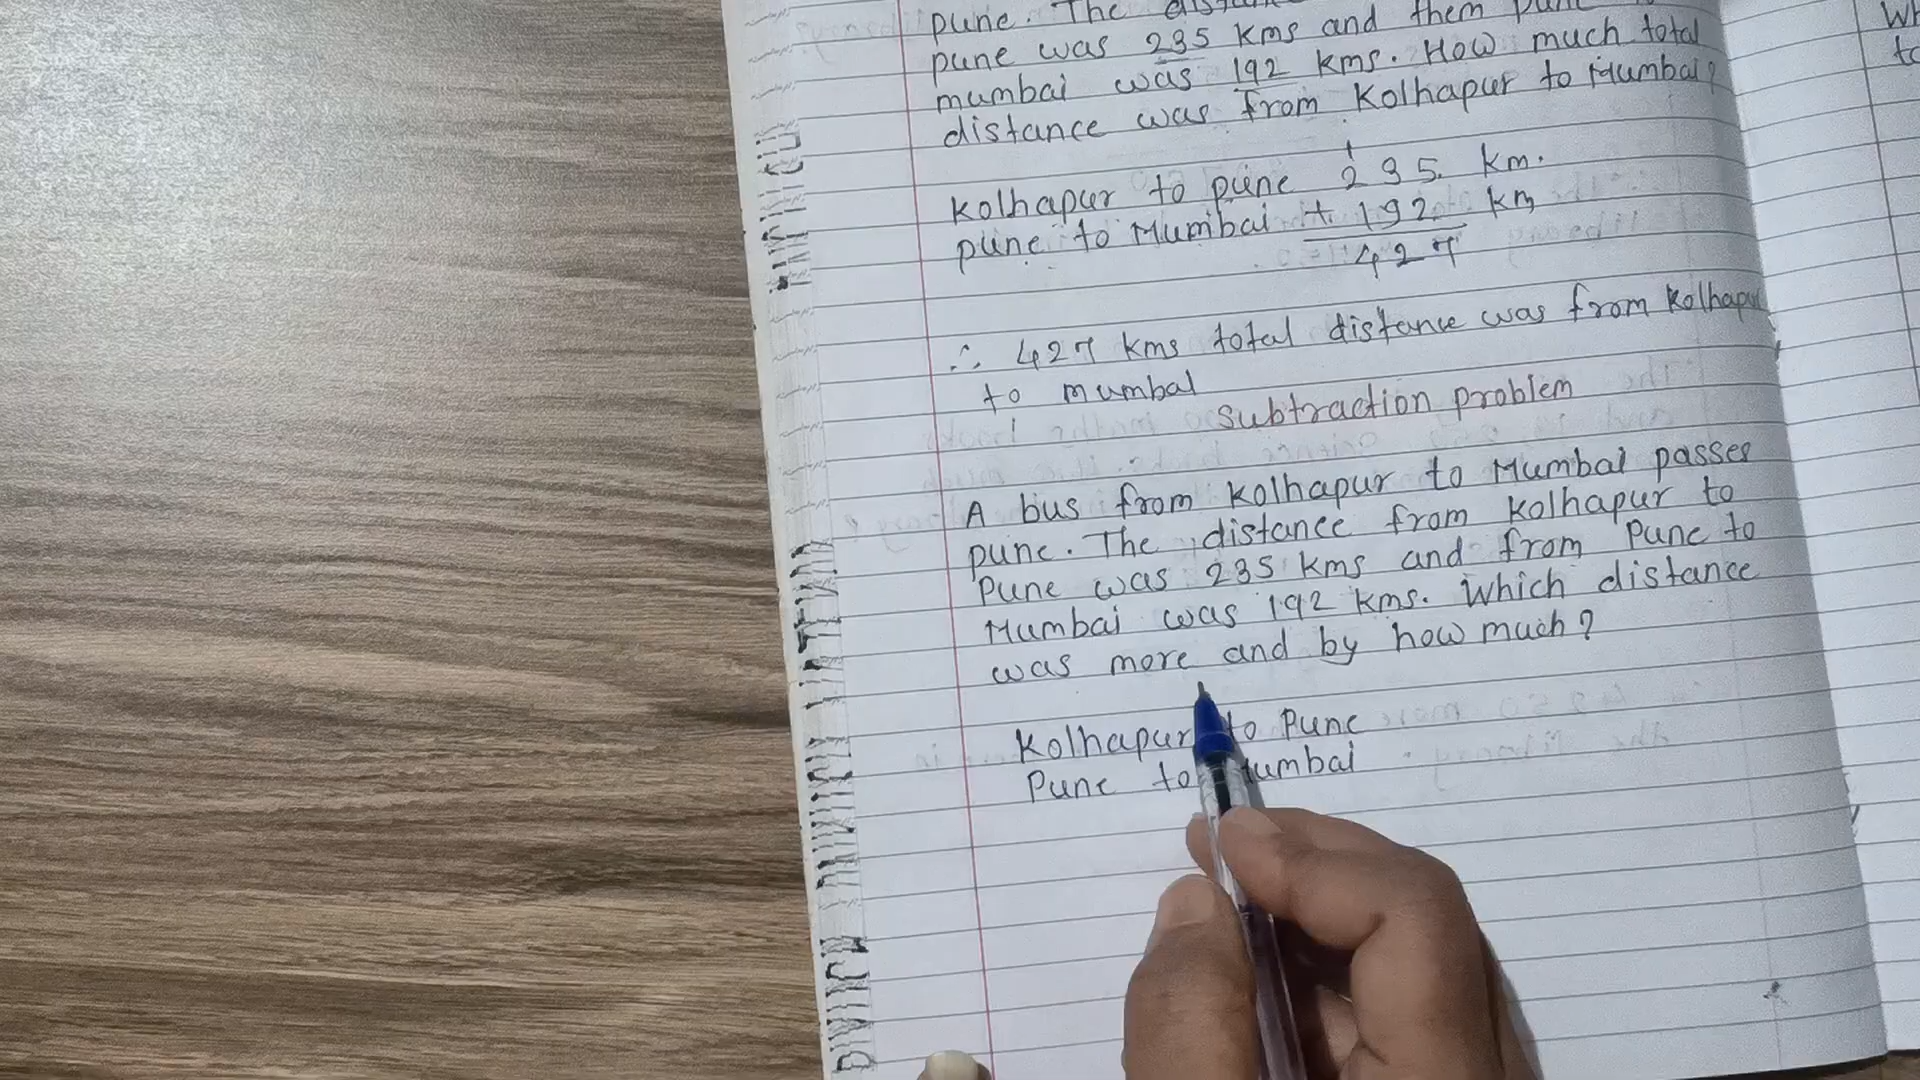 pune. The
pune was 235 kms and them pune
mumbai was 192 kms. How much total
distance was from Kolhapur to Mumbai?
1
Kolhapur to pune 235 km.
pune to Mumbai + 192 km
427
∴ 427 kms total distance was from Kolhapu
to mumbai
Subtraction problem
A bus from Kolhapur to Mumbai passes
pune. The distance from Kolhapur to
Pune was 235 kms and from Pune to
Mumbai was 192 kms. Which distance
was more and by how much?
Kolhapur to Pune
Pune to Mumbai